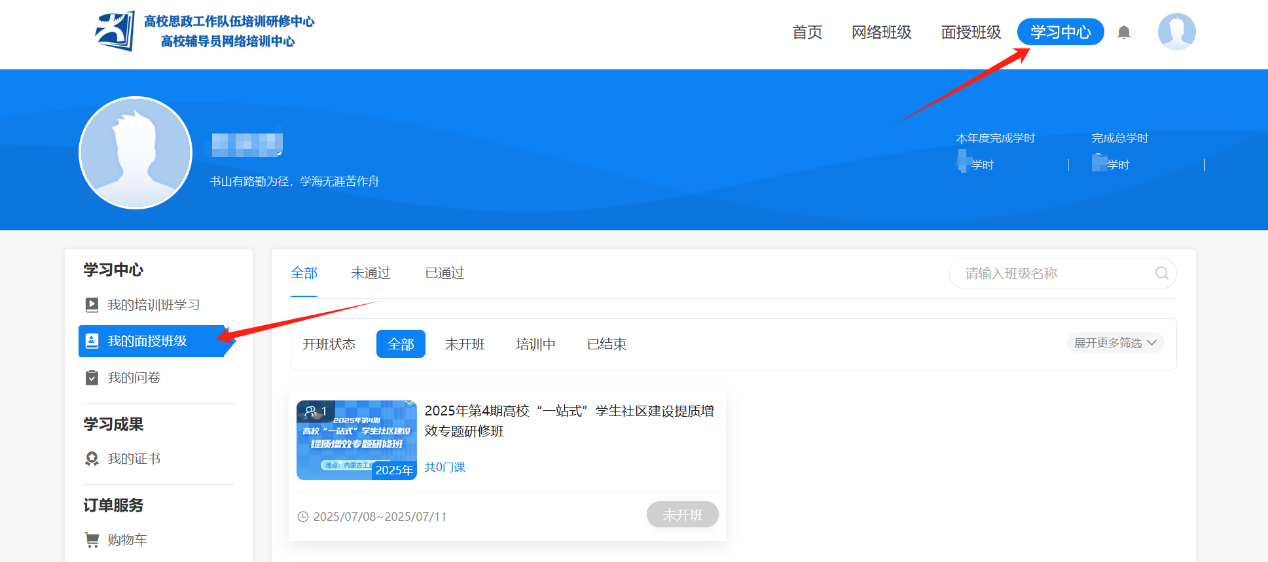 高校思政工作队伍培训研修中心
高校辅导员网络培训中心
首页
网络班级
面授班级
学习中心
本年度完成学时
完成总学时
学时
学时
书山有路勤为径，学海无涯苦作舟
学习中心
我的培训班学习
我的面授班级
我的问卷
学习成果
我的证书
订单服务
购物车
全部
未通过
已通过
请输入班级名称
开班状态
全部
未开班
培训中
已结束
展开更多筛选
1
2025年第4期
高校“一站式”学生社区建设
提质增效专题研修班
地点：内蒙古工
2025年
2025年第4期高校“一站式”学生社区建设提质增
效专题研修班
共0门课
2025/07/08~2025/07/11
未开班